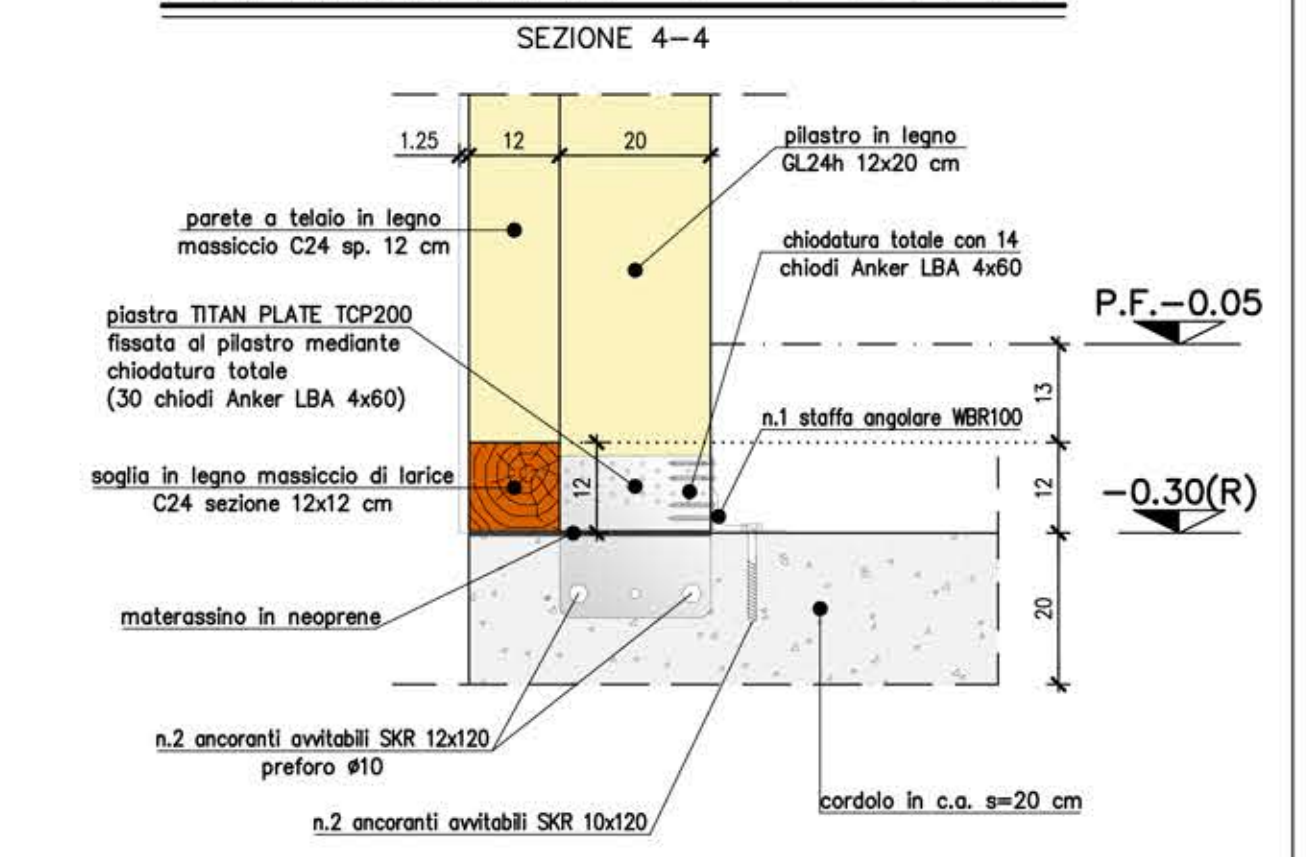 SEZIONE 4-4
1.25
12
20
pilastro in legno
GL24h 12x20 cm
parete a telaio in legno
massiccio C24 sp. 12 cm
chiodatura totale con 14
chiodi Anker LBA 4x60
piastra TITAN PLATE TCP200
fissata al pilastro mediante
chiodatura totale
(30 chiodi Anker LBA 4x60)
P.F.-0.05
13
n.1 staffa angolare WBR100
soglia in legno massiccio di larice
C24 sezione 12x12 cm
12
12
-0.30(R)
materassino in neoprene
20
n.2 ancoranti avvitabili SKR 12x120
preforo ø10
n.2 ancoranti avvitabili SKR 10x120
cordolo in c.a. s=20 cm